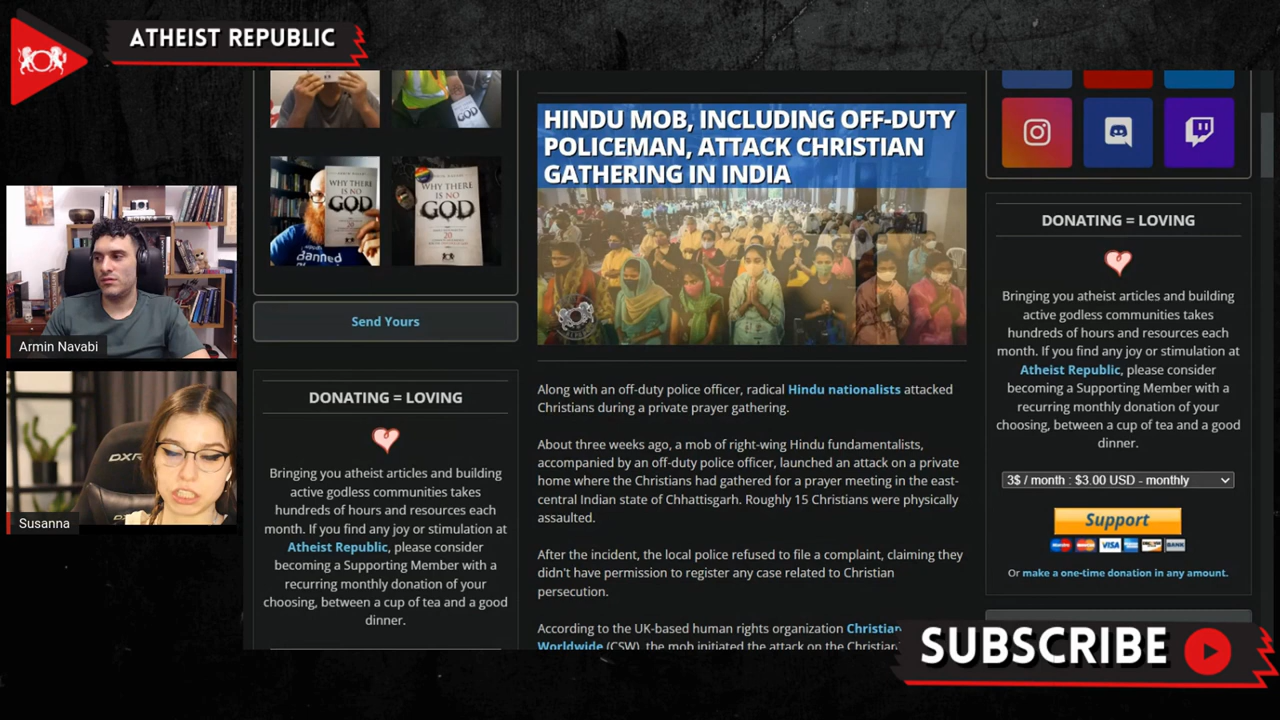 ATHEIST REPUBLIC
Armin Navabi
Susanna
GOD
WHY THERE
IS NO
GOD
Banned
WHY THERE
IS NO
GOD
20
Send Yours
DONATING = LOVING
Bringing you atheist articles and building
active godless communities takes
hundreds of hours and resources each
month. If you find any joy or stimulation at
Atheist Republic, please consider
becoming a Supporting Member with a
recurring monthly donation of your
choosing, between a cup of tea and a good
dinner.
HINDU MOB, INCLUDING OFF-DUTY
POLICEMAN, ATTACK CHRISTIAN
GATHERING IN INDIA
Along with an off-duty police officer, radical Hindu nationalists attacked
Christians during a private prayer gathering.
About three weeks ago, a mob of right-wing Hindu fundamentalists,
accompanied by an off-duty police officer, launched an attack on a private
home where the Christians had gathered for a prayer meeting in the east-
central Indian state of Chhattisgarh. Roughly 15 Christians were physically
assaulted.
After the incident, the local police refused to file a complaint, claiming they
didn't have permission to register any case related to Christian
persecution.
According to the UK-based human rights organization Christian
Worldwide (CSW), the mob initiated the attack on the Christian
DONATING = LOVING
Bringing you atheist articles and building
active godless communities takes
hundreds of hours and resources each
month. If you find any joy or stimulation at
Atheist Republic, please consider
becoming a Supporting Member with a
recurring monthly donation of your
choosing, between a cup of tea and a good
dinner.
3$ / month : $3.00 USD - monthly
Support
VISA
BANK
Or make a one-time donation in any amount.
SUBSCRIBE
DXR